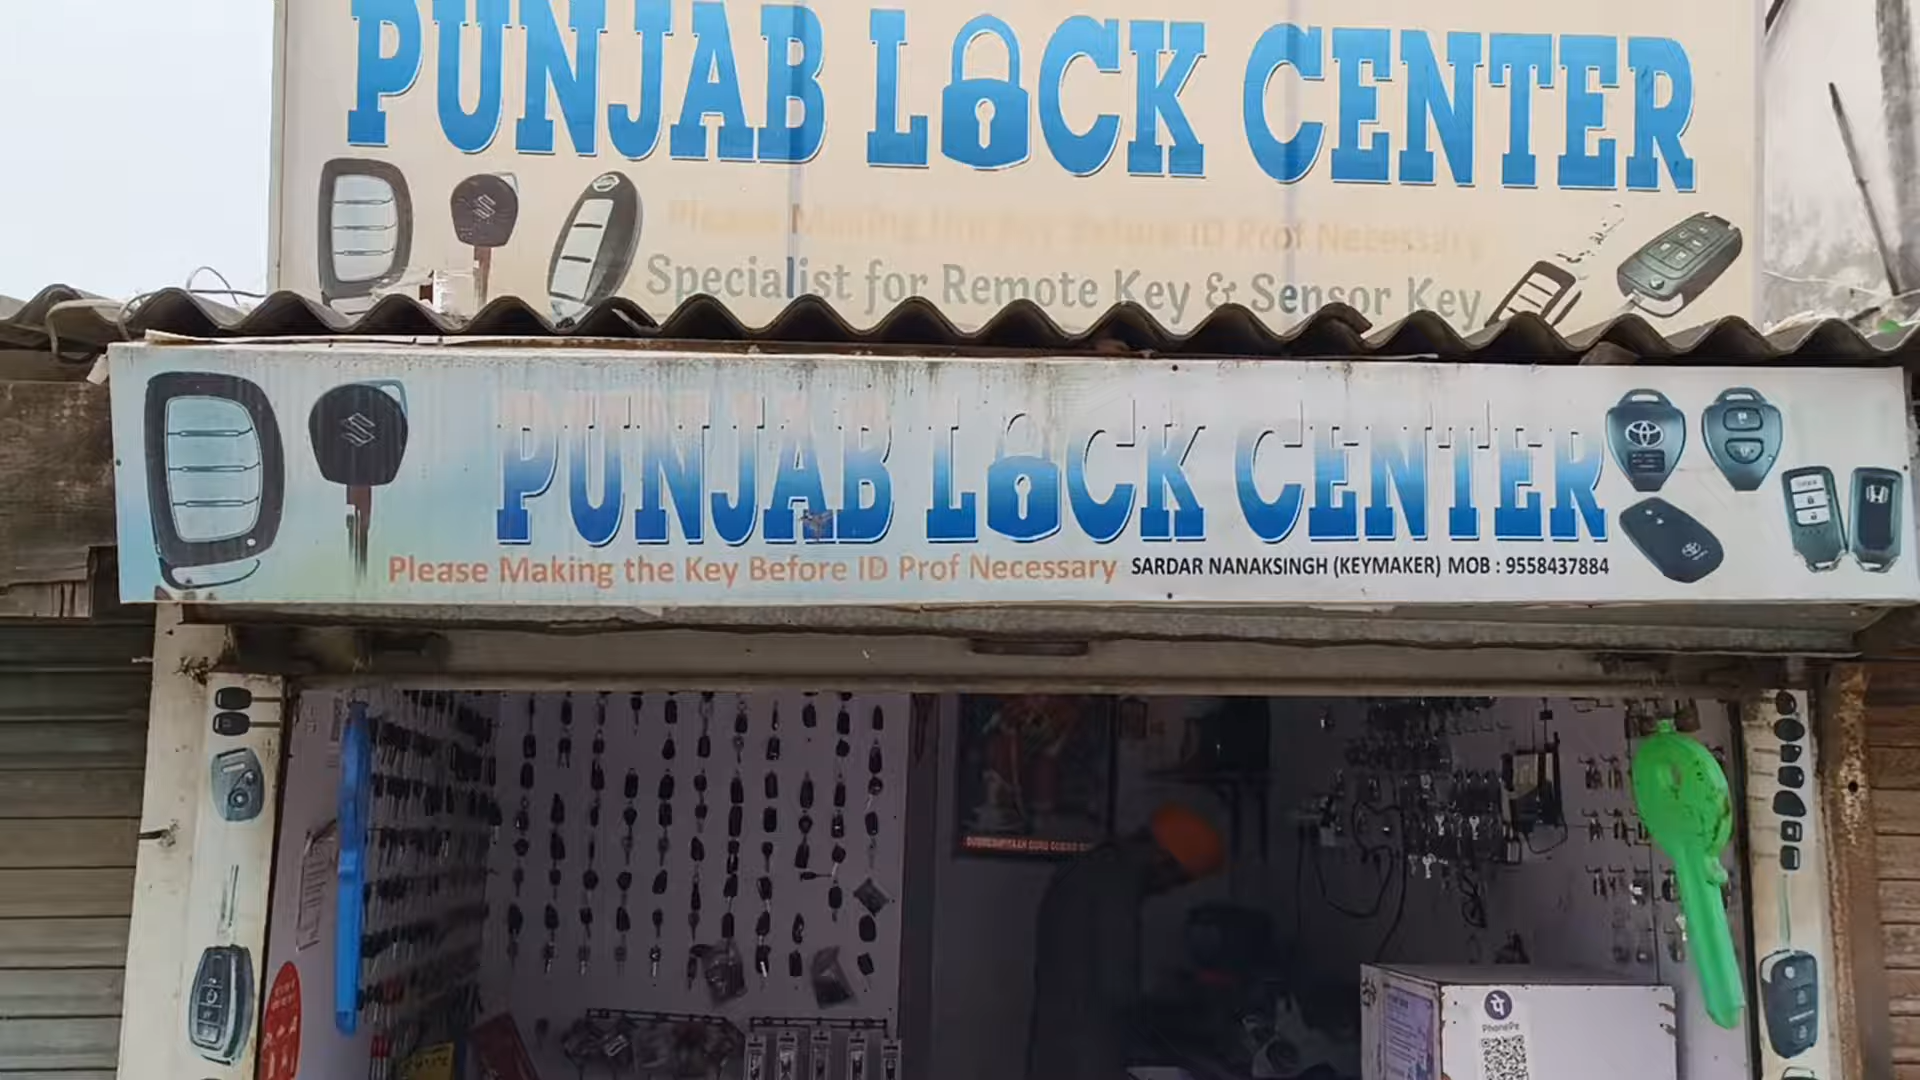 PUNJAB LOCK CENTER
Please Making the Key Before ID Prof Necessary
Specialist for Remote Key & Sensor Key
PUNJAB LOCK CENTER
Please Making the Key Before ID Prof Necessary
SARDAR NANAKSINGH (KEYMAKER) MOB : 9558437884
PhonePe